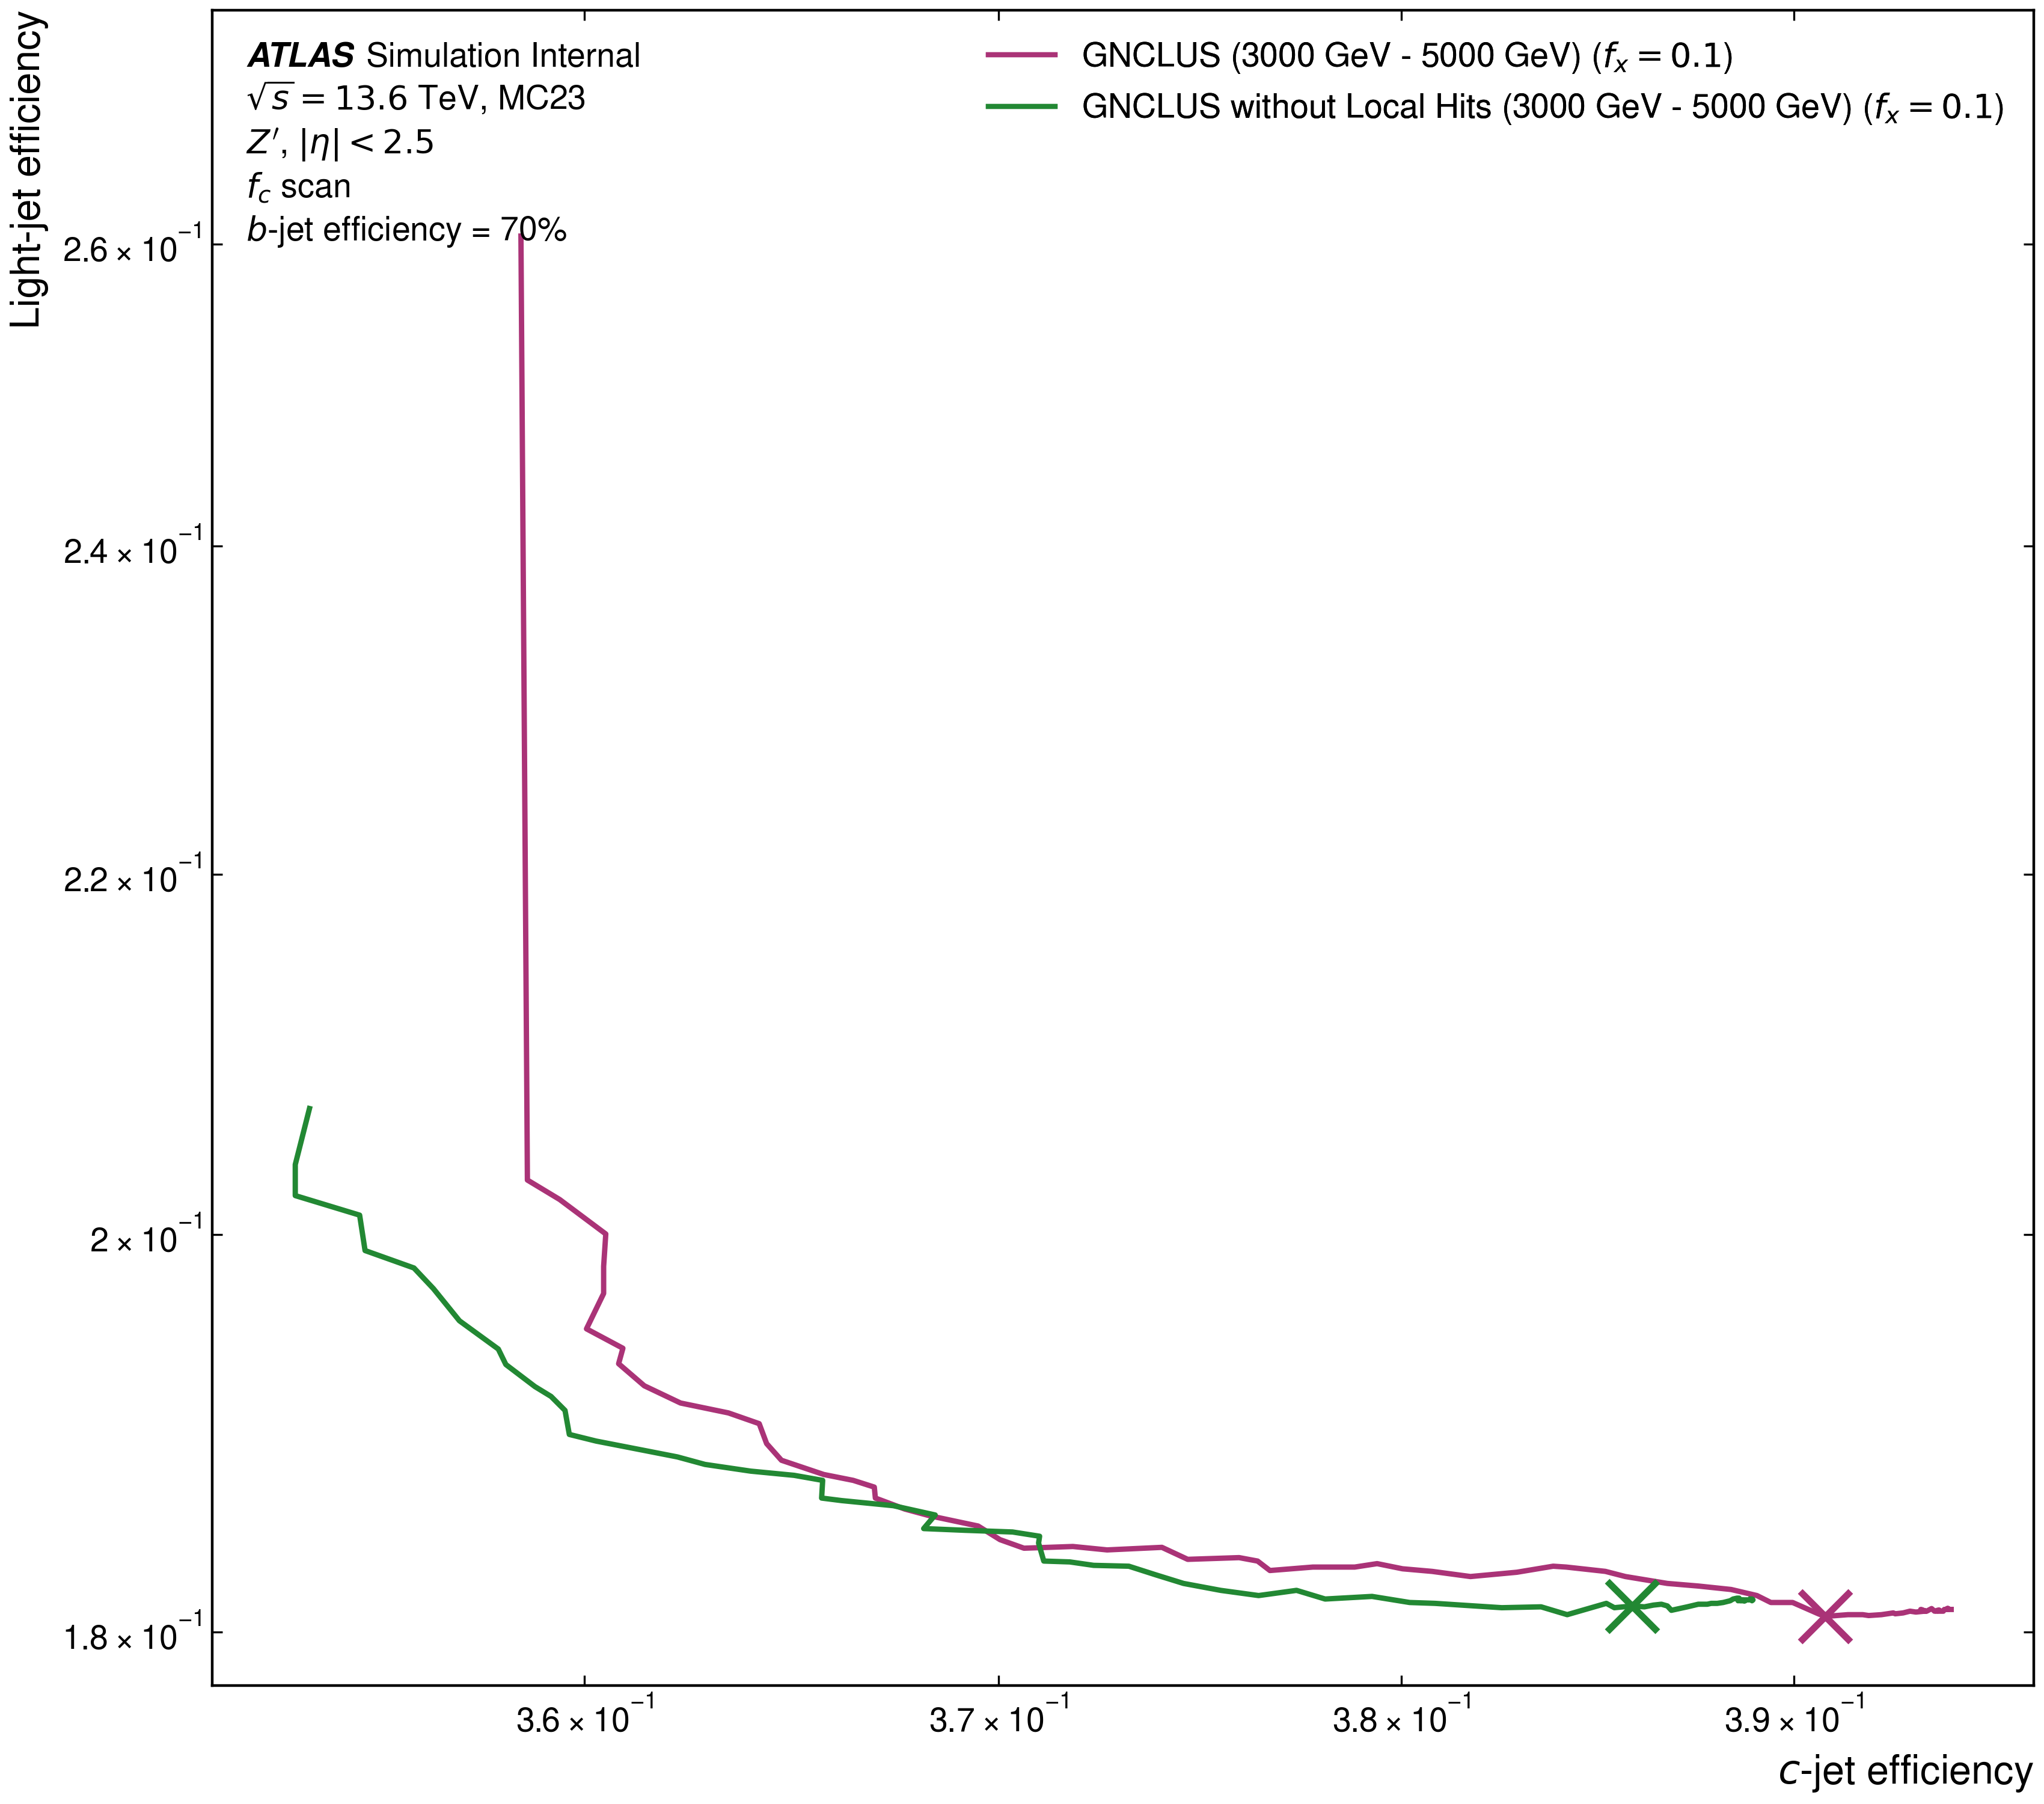 Light-jet efficiency
ATLAS Simulation Internal
√s = 13.6 TeV, MC23
Z′, |η| < 2.5
f_c scan
b-jet efficiency = 70%
GNCLUS (3000 GeV - 5000 GeV) (f_x = 0.1)
GNCLUS without Local Hits (3000 GeV - 5000 GeV) (f_x = 0.1)
2.6 × 10⁻¹
2.4 × 10⁻¹
2.2 × 10⁻¹
2 × 10⁻¹
1.8 × 10⁻¹
3.6 × 10⁻¹ 3.7 × 10⁻¹ 3.8 × 10⁻¹ 3.9 × 10⁻¹
c-jet efficiency